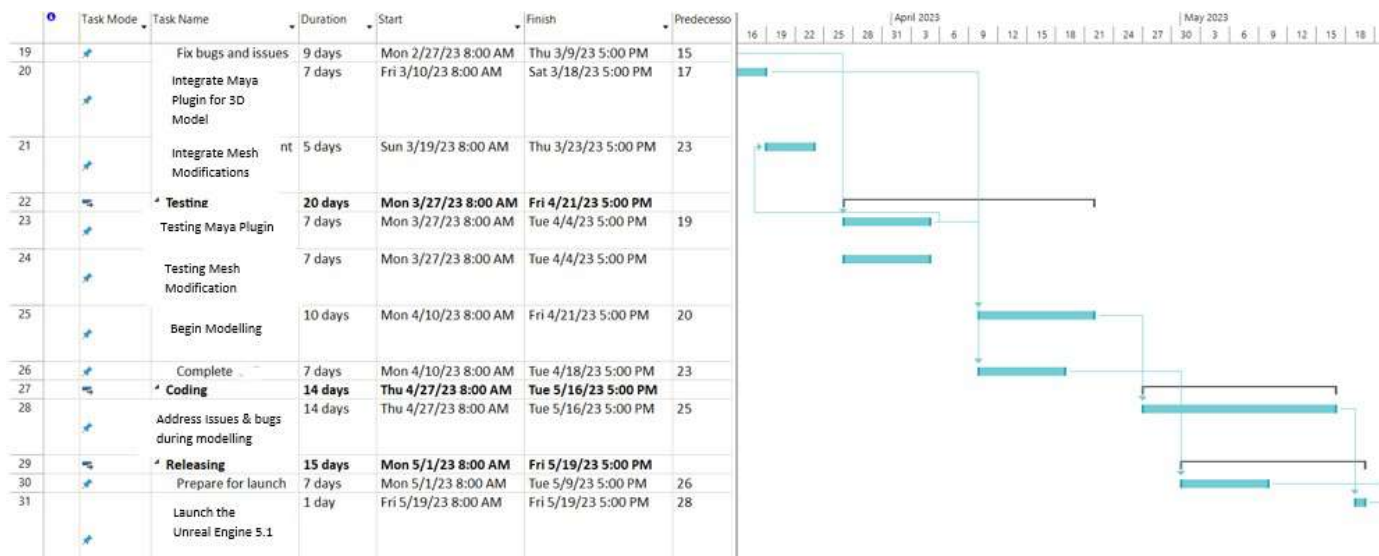 Task Mode Task Name Duration Start Finish Predecesso
April 2023 May 2023
16 19 22 25 28 31 3 6 9 12 15 18 21 24 27 30 3 6 9 12 15 18
19 Fix bugs and issues 9 days Mon 2/27/23 8:00 AM Thu 3/9/23 5:00 PM 15
20 Integrate Maya 7 days Fri 3/10/23 8:00 AM Sat 3/18/23 5:00 PM 17
Plugin for 3D
Model
21 Integrate Mesh nt 5 days Sun 3/19/23 8:00 AM Thu 3/23/23 5:00 PM 23
Modifications
22 Testing 20 days Mon 3/27/23 8:00 AM Fri 4/21/23 5:00 PM
23 Testing Maya Plugin 7 days Mon 3/27/23 8:00 AM Tue 4/4/23 5:00 PM 19
24 Testing Mesh 7 days Mon 3/27/23 8:00 AM Tue 4/4/23 5:00 PM
Modification
25 Begin Modelling 10 days Mon 4/10/23 8:00 AM Fri 4/21/23 5:00 PM 20
26 Complete 7 days Mon 4/10/23 8:00 AM Tue 4/18/23 5:00 PM 23
27 Coding 14 days Thu 4/27/23 8:00 AM Tue 5/16/23 5:00 PM
28 Address Issues & bugs 14 days Thu 4/27/23 8:00 AM Tue 5/16/23 5:00 PM 25
during modelling
29 Releasing 15 days Mon 5/1/23 8:00 AM Fri 5/19/23 5:00 PM
30 Prepare for launch 7 days Mon 5/1/23 8:00 AM Tue 5/9/23 5:00 PM 26
31 Launch the 1 day Fri 5/19/23 8:00 AM Fri 5/19/23 5:00 PM 28
Unreal Engine 5.1